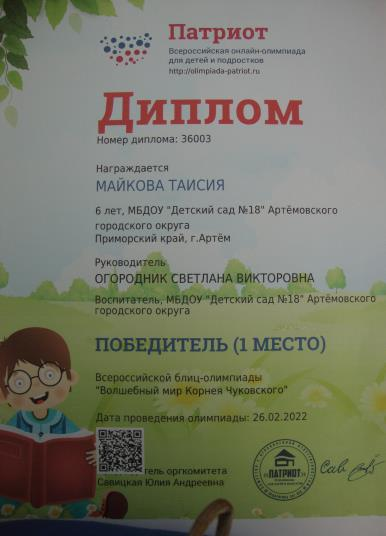 Патриот
Всероссийская онлайн-олимпиада
для детей и подростков
http://olimpiada-patriot.ru
Диплом
Номер диплома: 36003
Награждается
МАЙКОВА ТАИСИЯ
6 лет, МБДОУ "Детский сад №18" Артёмовского
городского округа
Приморский край, г.Артём
Руководитель
ОГОРОДНИК СВЕТЛАНА ВИКТОРОВНА
Воспитатель, МБДОУ "Детский сад №18" Артёмовского
городского округа
ПОБЕДИТЕЛЬ (1 МЕСТО)
Всероссийской блиц-олимпиады
"Волшебный мир Корнея Чуковского"
Дата проведения олимпиады: 26.02.2022
тель оргкомитета
Савицкая Юлия Андреевна
"ПАТРИОТ"